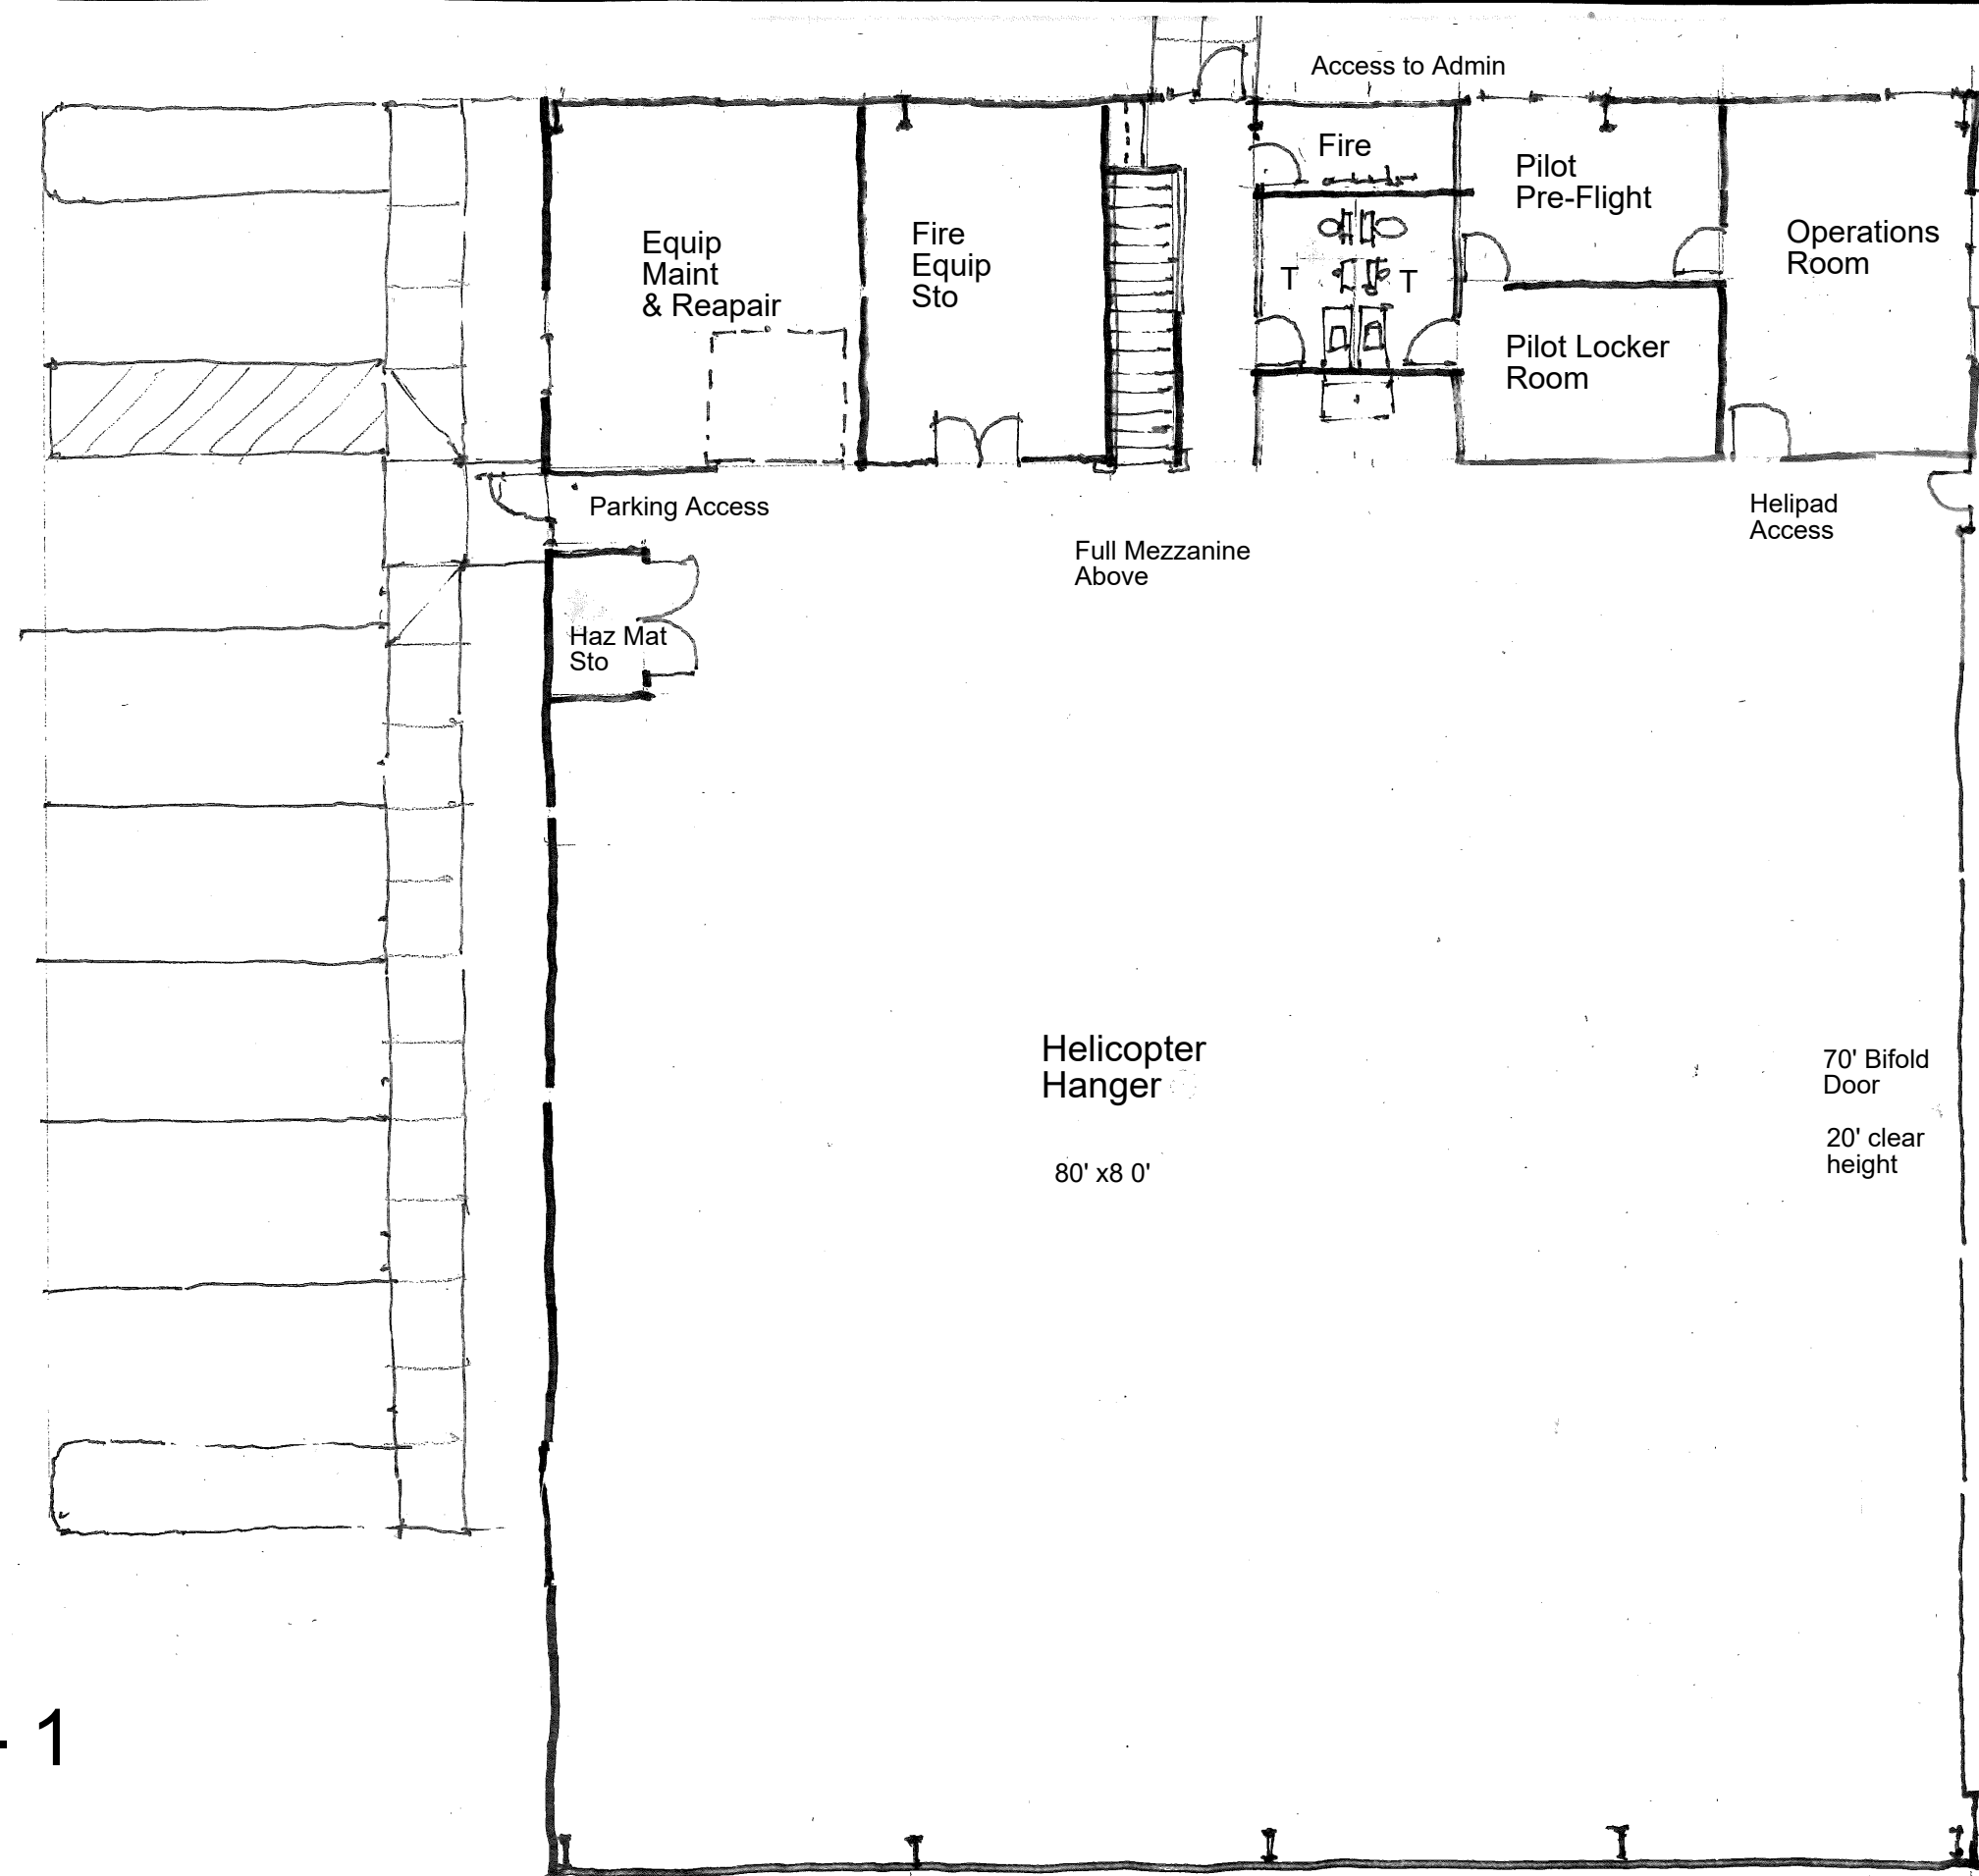 Access to Admin
Fire
Pilot
Pre-Flight
Equip
Maint
& Reapair
Fire
Equip
Sto
Operations
Room
T
T
Pilot Locker
Room
Parking Access
Helipad
Access
Full Mezzanine
Above
Haz Mat
Sto
Helicopter
Hanger
70' Bifold
Door
20' clear
height
80' x8 0'
- 1